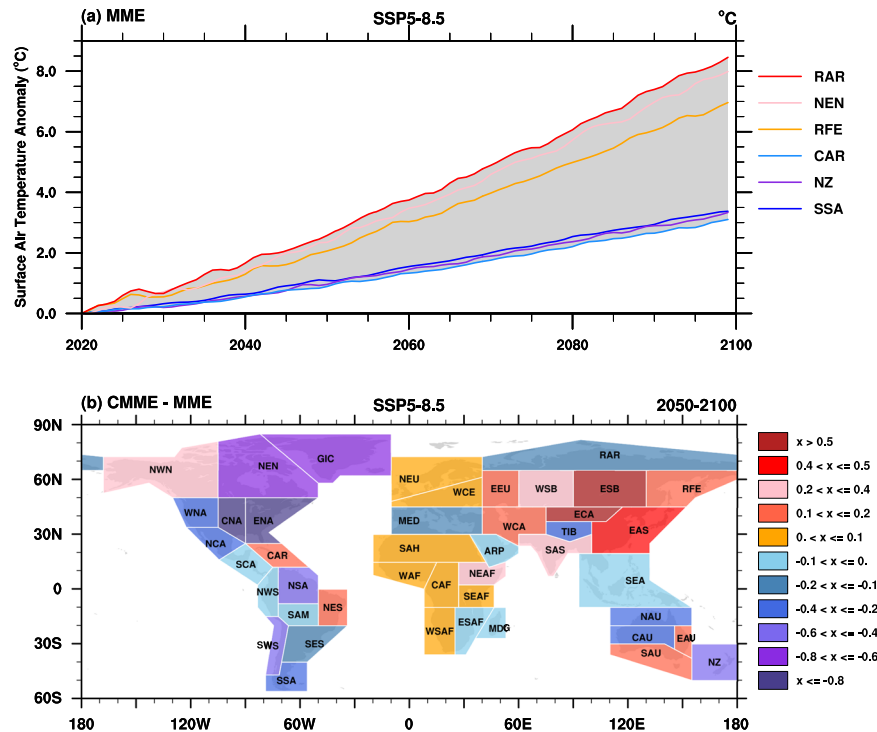 (a) MME SSP5-8.5 °C
Surface Air Temperature Anomaly (°C)
8.0
6.0
4.0
2.0
0.0
2020 2040 2060 2080 2100
RAR
NEN
RFE
CAR
NZ
SSA
(b) CMME - MME SSP5-8.5 2050-2100
90N
60N
30N
0
30S
60S
180 120W 60W 0 60E 120E 180
NWN NEN GIC RAR
NEU WCE EEU WSB ESB RFE
WNA CNA ENA MED WCA ECA TIB EAS
NCA SCA CAR SAH ARP SAS
NWS NSA WAF CAF NEAF SEA
SAM NES SEAF
SWS SES WSAF ESAF MDG NAU CAU EAU
SSA SAU NZ
x > 0.5
0.4 < x <= 0.5
0.2 < x <= 0.4
0.1 < x <= 0.2
0. < x <= 0.1
-0.1 < x <= 0.
-0.2 < x <= -0.1
-0.4 < x <= -0.2
-0.6 < x <= -0.4
-0.8 < x <= -0.6
x <= -0.8